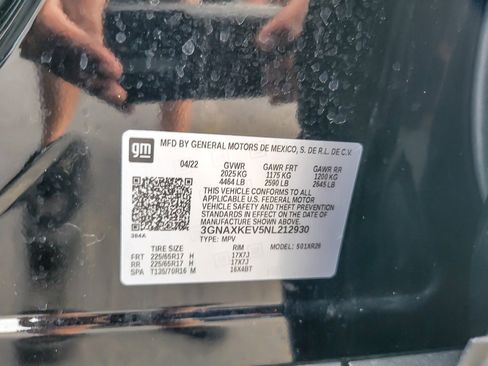 gm
MFD BY GENERAL MOTORS DE MEXICO, S. DE R.L. DE C.V.
04/22 GVWR GAWR FRT GAWR RR
2025 KG 1175 KG 1200 KG
4464 LB 2590 LB 2645 LB
THIS VEHICLE CONFORMS TO ALL
APPLICABLE U.S. FEDERAL MOTOR
VEHICLE SAFETY STANDARDS IN
EFFECT ON THE DATE OF
MANUFACTURE SHOWN ABOVE.
3GNAXKEV5NL212930
384A TYPE: MPV MODEL: 501XR26
TIRE SIZE RIM
FRT 225/65R17 H 17X7J
RR 225/65R17 H 17X7J
SPA T135/70R16 M 16X4BT